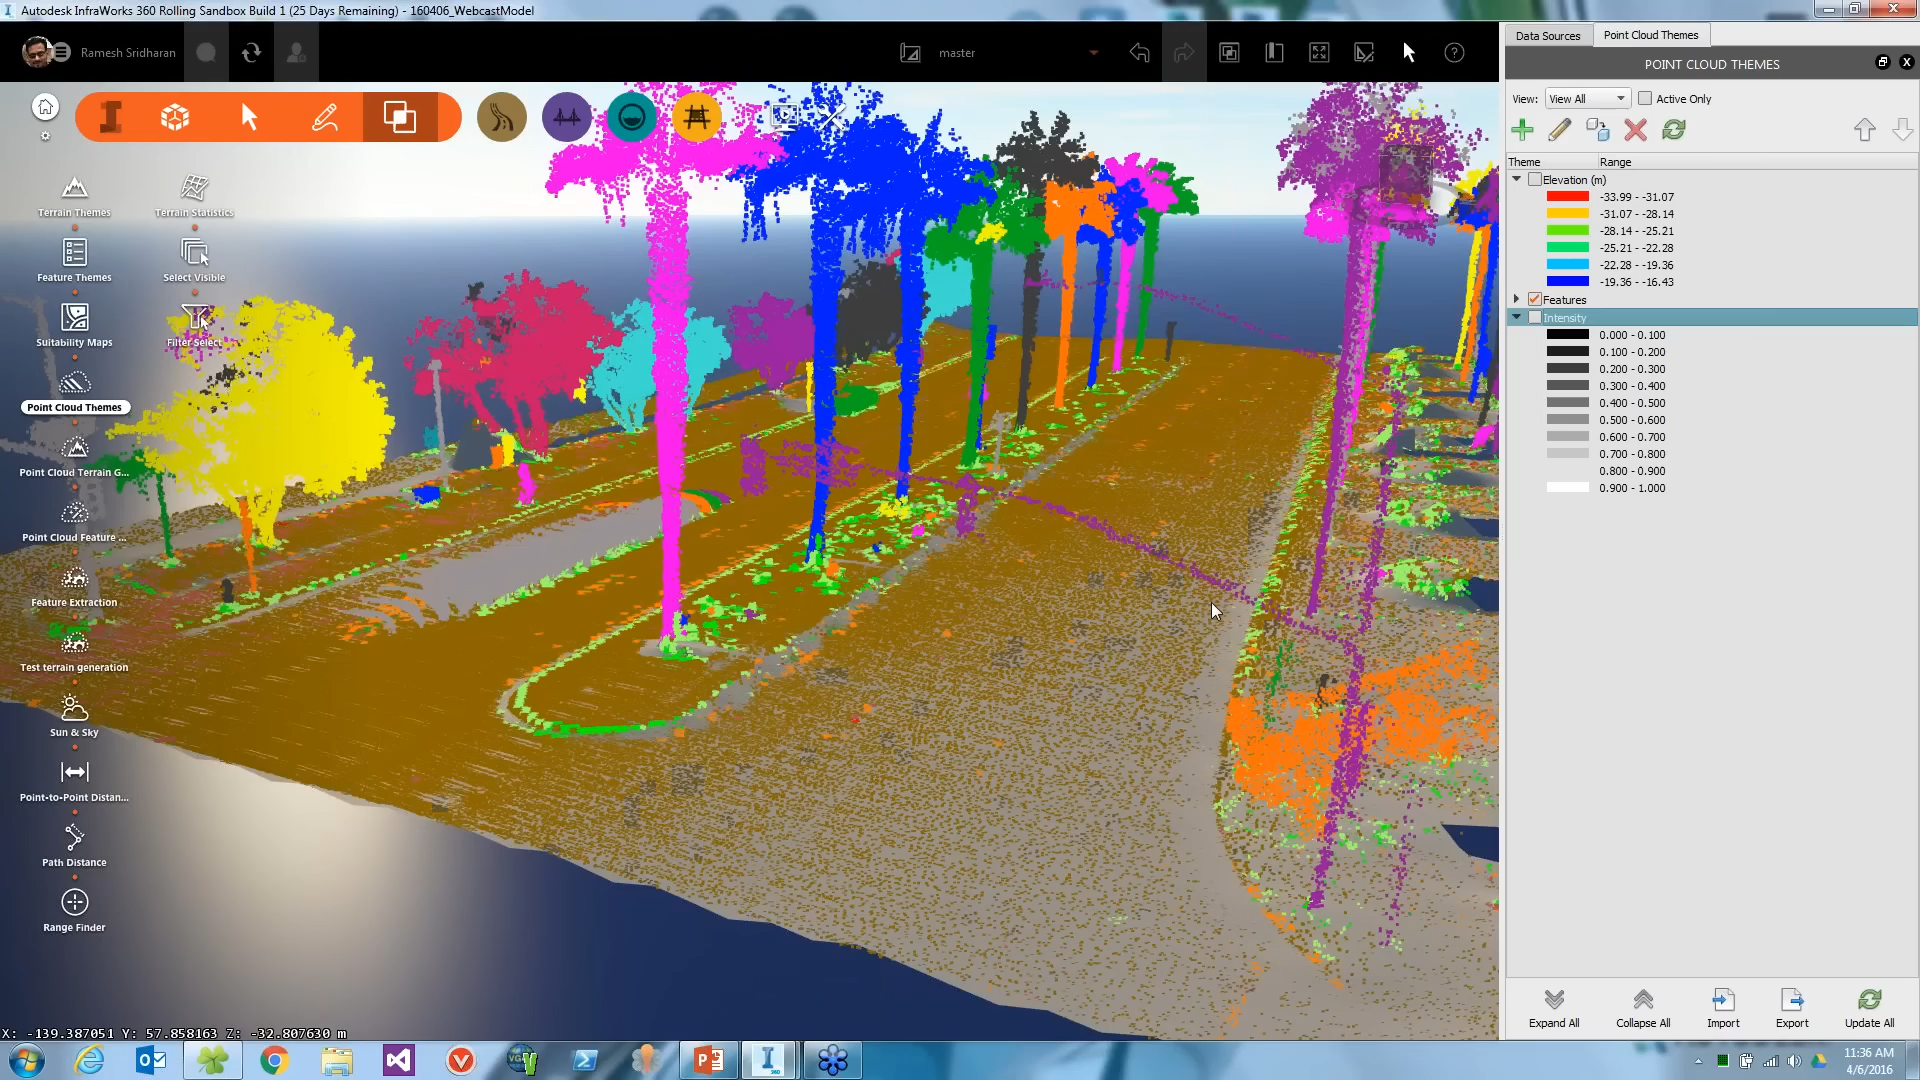 Autodesk InfraWorks 360 Rolling Sandbox Build 1 (25 Days Remaining) - 160406_WebcastModel
Ramesh Sridharan
master
Terrain Themes
Terrain Statistics
Feature Themes
Select Visible
Suitability Maps
Filter Select
Point Cloud Themes
Point Cloud Terrain G...
Point Cloud Feature ...
Feature Extraction
Test terrain generation
Sun & Sky
Point-to-Point Distan...
Path Distance
Range Finder
X: -139.387051 Y: 57.858163 Z: -32.807630 m
Data Sources
Point Cloud Themes
POINT CLOUD THEMES
View: View All Active Only
Theme Range
Elevation (m)
-33.99 - -31.07
-31.07 - -28.14
-28.14 - -25.21
-25.21 - -22.28
-22.28 - -19.36
-19.36 - -16.43
Features
Intensity
0.000 - 0.100
0.100 - 0.200
0.200 - 0.300
0.300 - 0.400
0.400 - 0.500
0.500 - 0.600
0.600 - 0.700
0.700 - 0.800
0.800 - 0.900
0.900 - 1.000
Expand All
Collapse All
Import
Export
Update All
11:36 AM
4/6/2016